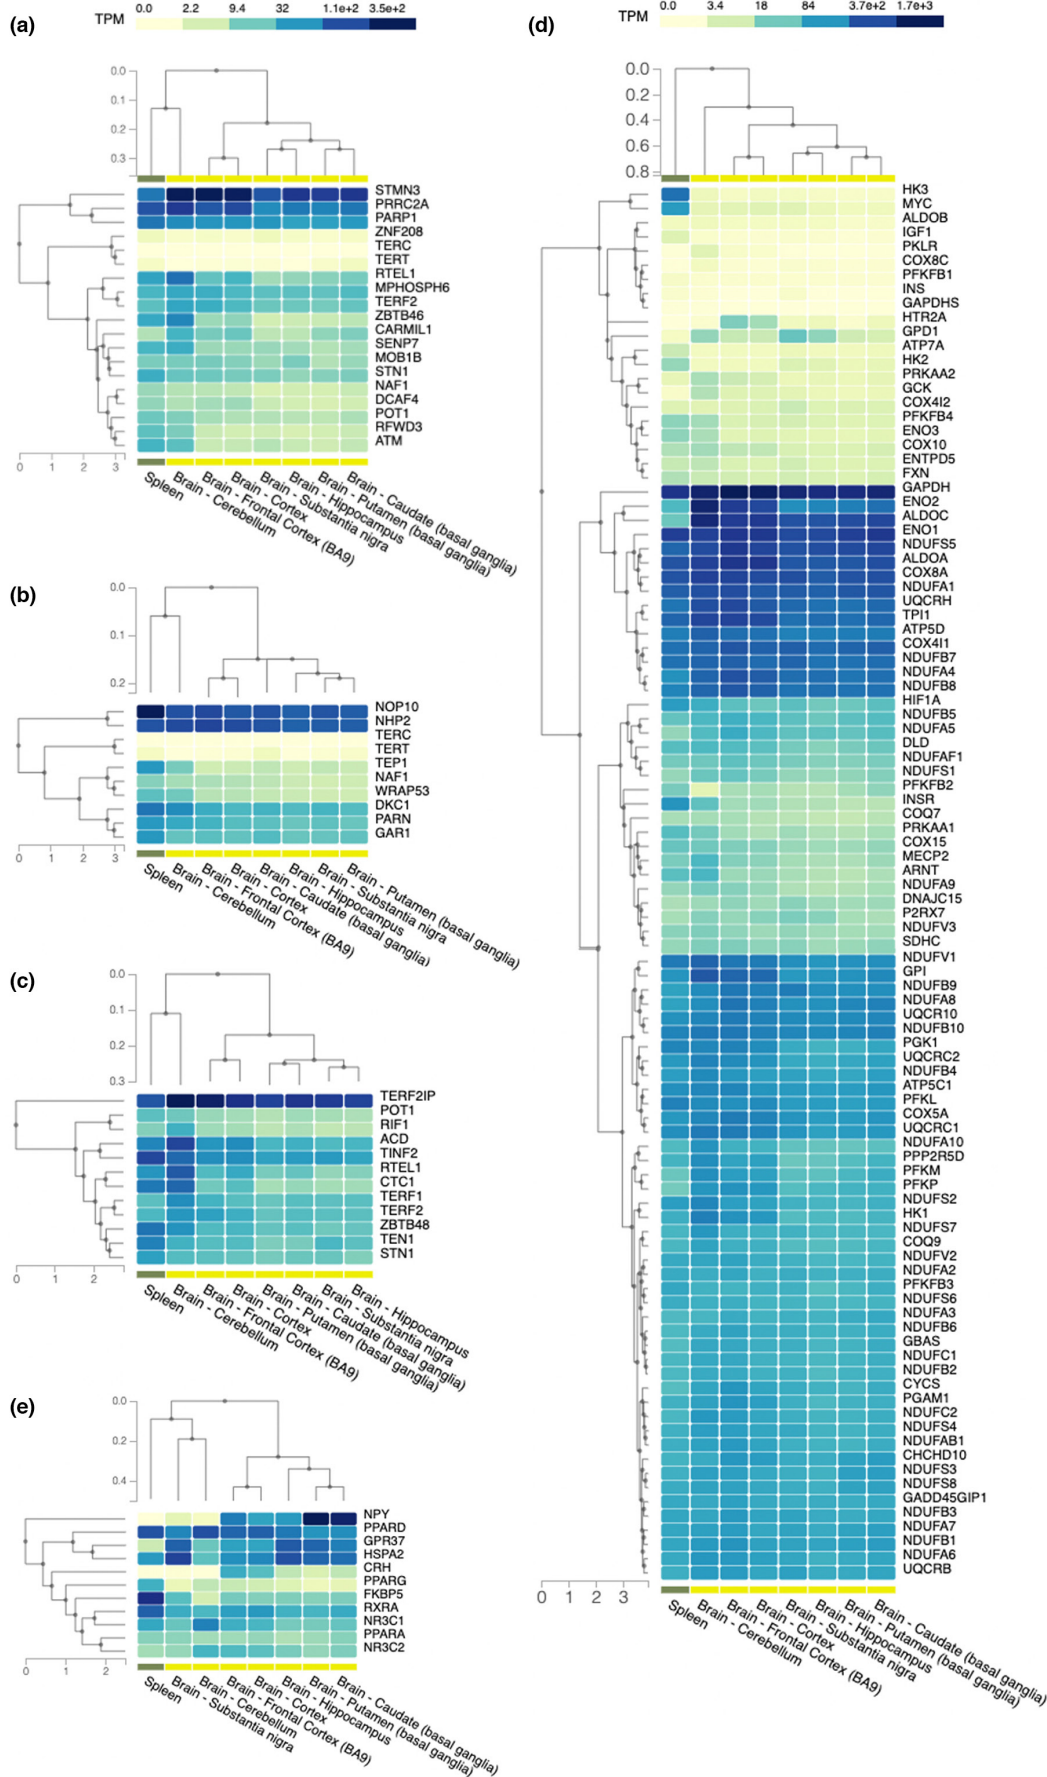 (a)
TPM
0.0 2.2 9.4 32 1.1e+2 3.5e+2
0.0
0.1
0.2
0.3
STMN3
PRRC2A
PARP1
ZNF208
TERC
TERT
RTEL1
MPHOSPH6
TERF2
ZBTB46
CARMIL1
SENP7
MOB1B
STN1
NAF1
DCAF4
POT1
RFWD3
ATM
0 1 2 3
Spleen
Brain - Cerebellum
Brain - Frontal Cortex (BA9)
Brain - Cortex
Brain - Substantia nigra
Brain - Hippocampus
Brain - Putamen (basal ganglia)
Brain - Caudate (basal ganglia)
(b)
0.0
0.1
0.2
NOP10
NHP2
TERC
TERT
TEP1
NAF1
WRAP53
DKC1
PARN
GAR1
0 1 2 3
Spleen
Brain - Cerebellum
Brain - Frontal Cortex (BA9)
Brain - Cortex
Brain - Caudate (basal ganglia)
Brain - Hippocampus
Brain - Substantia nigra
Brain - Putamen (basal ganglia)
(c)
0.0
0.1
0.2
0.3
TERF2IP
POT1
RIF1
ACD
TINF2
RTEL1
CTC1
TERF1
TERF2
ZBTB48
TEN1
STN1
0 1 2
Spleen
Brain - Cerebellum
Brain - Frontal Cortex (BA9)
Brain - Cortex
Brain - Putamen (basal ganglia)
Brain - Caudate (basal ganglia)
Brain - Substantia nigra
Brain - Hippocampus
(e)
0.0
0.2
0.4
NPY
PPARD
GPR37
HSPA2
CRH
PPARG
FKBP5
RXRA
NR3C1
PPARA
NR3C2
0 1 2
Spleen
Brain - Substantia nigra
Brain - Cerebellum
Brain - Frontal Cortex (BA9)
Brain - Cortex
Brain - Hippocampus
Brain - Putamen (basal ganglia)
Brain - Caudate (basal ganglia)
(d)
TPM
0.0 3.4 18 84 3.7e+2 1.7e+3
0.0
0.2
0.4
0.6
0.8
HK3
MYC
ALDOB
IGF1
PKLR
COX8C
PFKFB1
INS
GAPDHS
HTR2A
GPD1
ATP7A
HK2
PRKAA2
GCK
COX4I2
PFKFB4
ENO3
COX10
ENTPD5
FXN
GAPDH
ENO2
ALDOC
ENO1
NDUFS5
ALDOA
COX8A
NDUFA1
UQCRH
TPI1
ATP5D
COX4I1
NDUFB7
NDUFA4
NDUFB8
HIF1A
NDUFB5
NDUFA5
DLD
NDUFAF1
NDUFS1
PFKFB2
INSR
COQ7
PRKAA1
COX15
MECP2
ARNT
NDUFA9
DNAJC15
P2RX7
NDUFV3
SDHC
NDUFV1
GPI
NDUFB9
NDUFA8
UQCR10
NDUFB10
PGK1
UQCRC2
NDUFB4
ATP5C1
PFKL
COX5A
UQCRC1
NDUFA10
PPP2R5D
PFKM
PFKP
NDUFS2
HK1
NDUFS7
COQ9
NDUFV2
NDUFA2
PFKFB3
NDUFS6
NDUFA3
NDUFB6
GBAS
NDUFC1
NDUFB2
CYCS
PGAM1
NDUFC2
NDUFS4
NDUFAB1
CHCHD10
NDUFS3
NDUFS8
GADD45GIP1
NDUFB3
NDUFA7
NDUFB1
NDUFA6
UQCRB
0 1 2 3
Spleen
Brain - Cerebellum
Brain - Frontal Cortex (BA9)
Brain - Cortex
Brain - Substantia nigra
Brain - Hippocampus
Brain - Putamen (basal ganglia)
Brain - Caudate (basal ganglia)